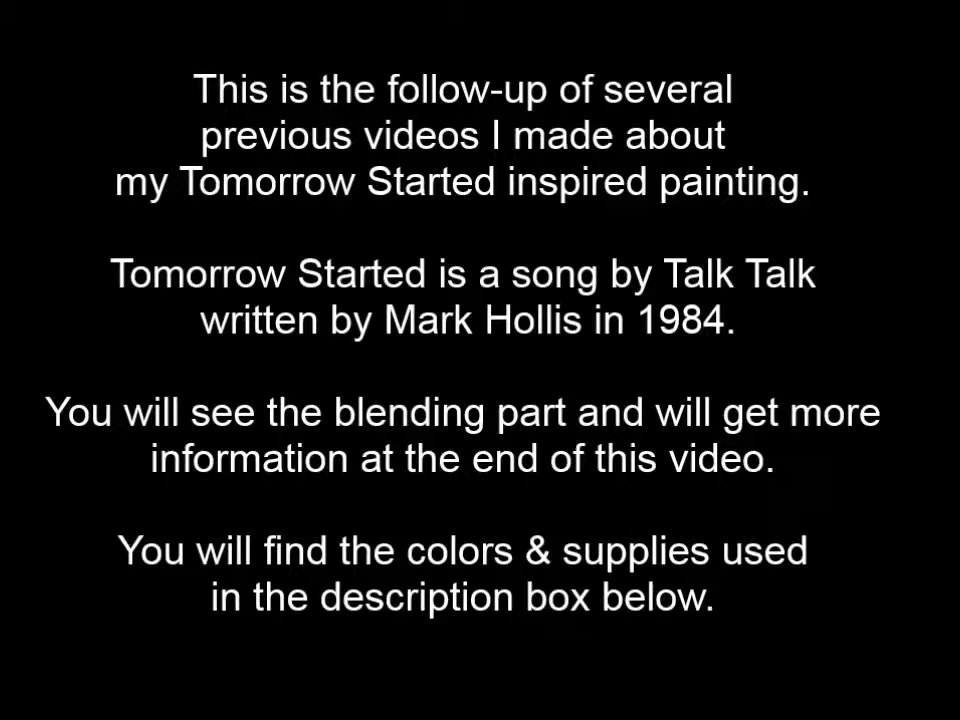 This is the follow-up of several
previous videos I made about
my Tomorrow Started inspired painting.
Tomorrow Started is a song by Talk Talk
written by Mark Hollis in 1984.
You will see the blending part and will get more
information at the end of this video.
You will find the colors & supplies used
in the description box below.